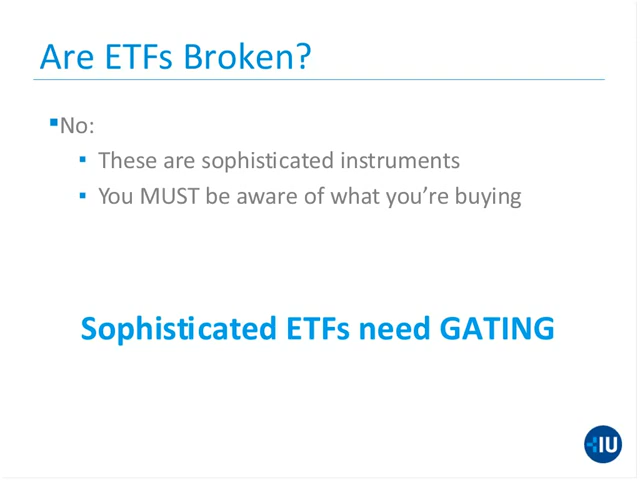 Are ETFs Broken?
▪No:
▪ These are sophisticated instruments
▪ You MUST be aware of what you’re buying
Sophisticated ETFs need GATING
IU